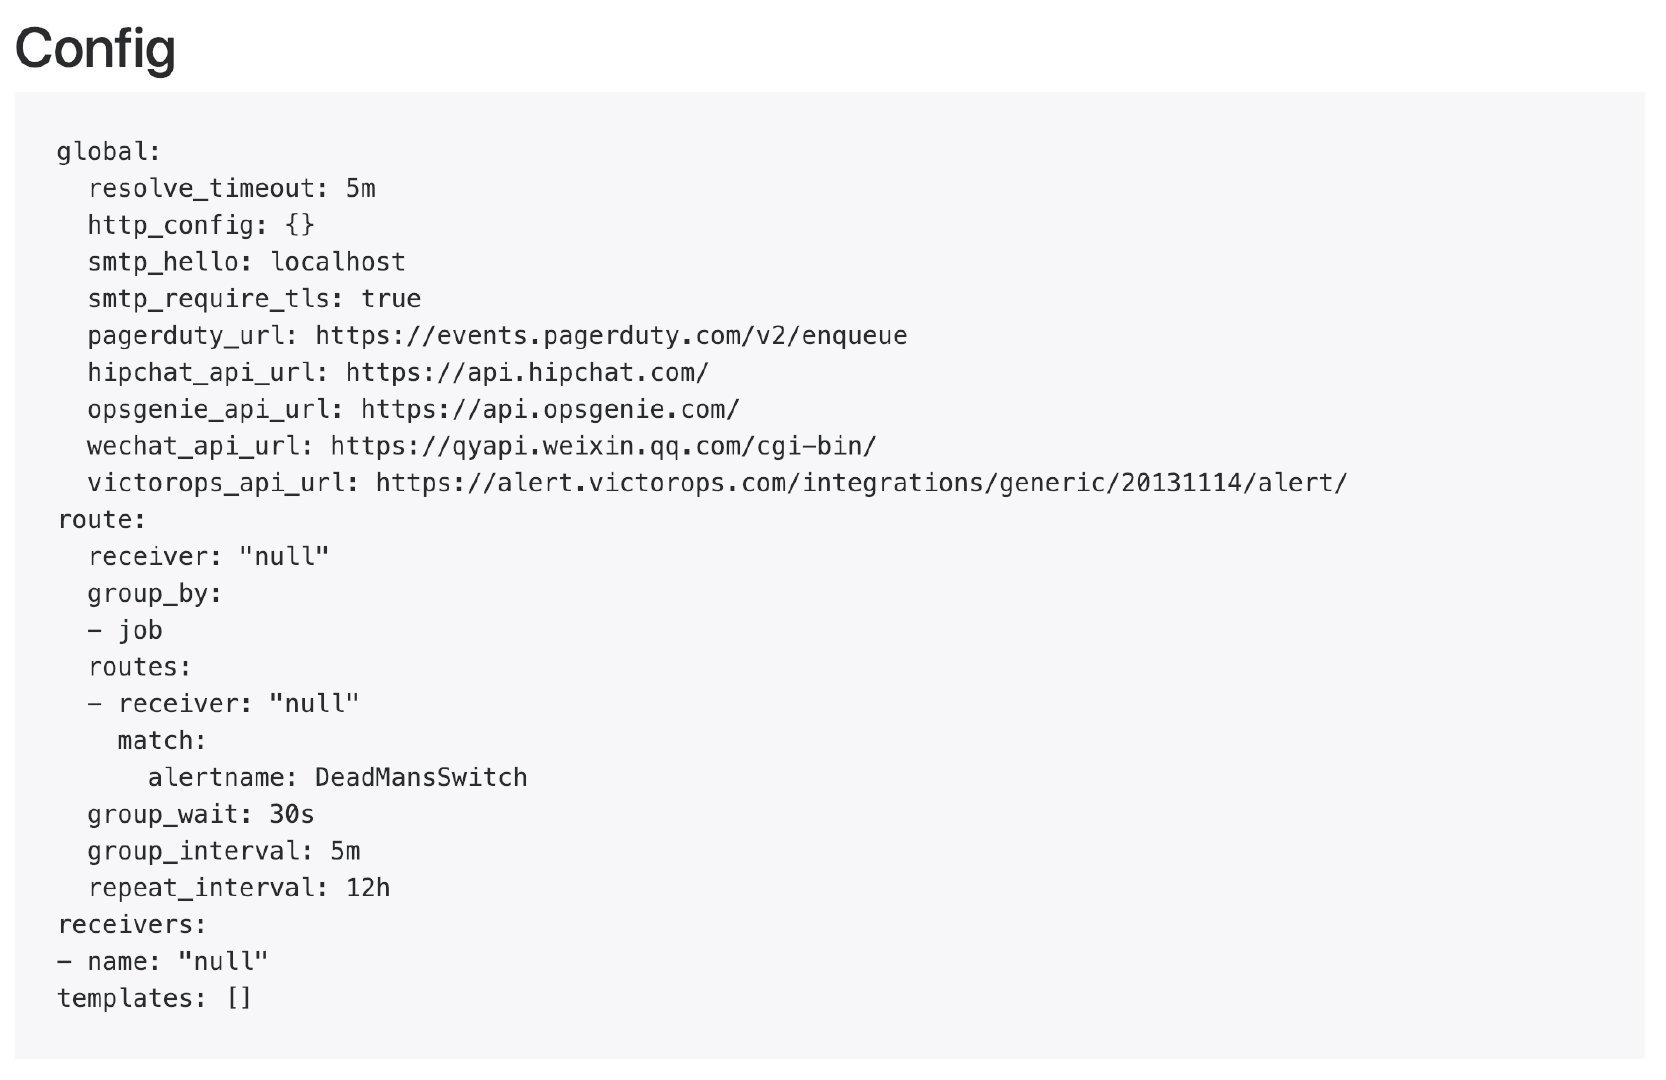 Config
global:
  resolve_timeout: 5m
  http_config: {}
  smtp_hello: localhost
  smtp_require_tls: true
  pagerduty_url: https://events.pagerduty.com/v2/enqueue
  hipchat_api_url: https://api.hipchat.com/
  opsgenie_api_url: https://api.opsgenie.com/
  wechat_api_url: https://qyapi.weixin.qq.com/cgi-bin/
  victorops_api_url: https://alert.victorops.com/integrations/generic/20131114/alert/
route:
  receiver: "null"
  group_by:
  - job
  routes:
  - receiver: "null"
    match:
      alertname: DeadMansSwitch
  group_wait: 30s
  group_interval: 5m
  repeat_interval: 12h
receivers:
- name: "null"
templates: []